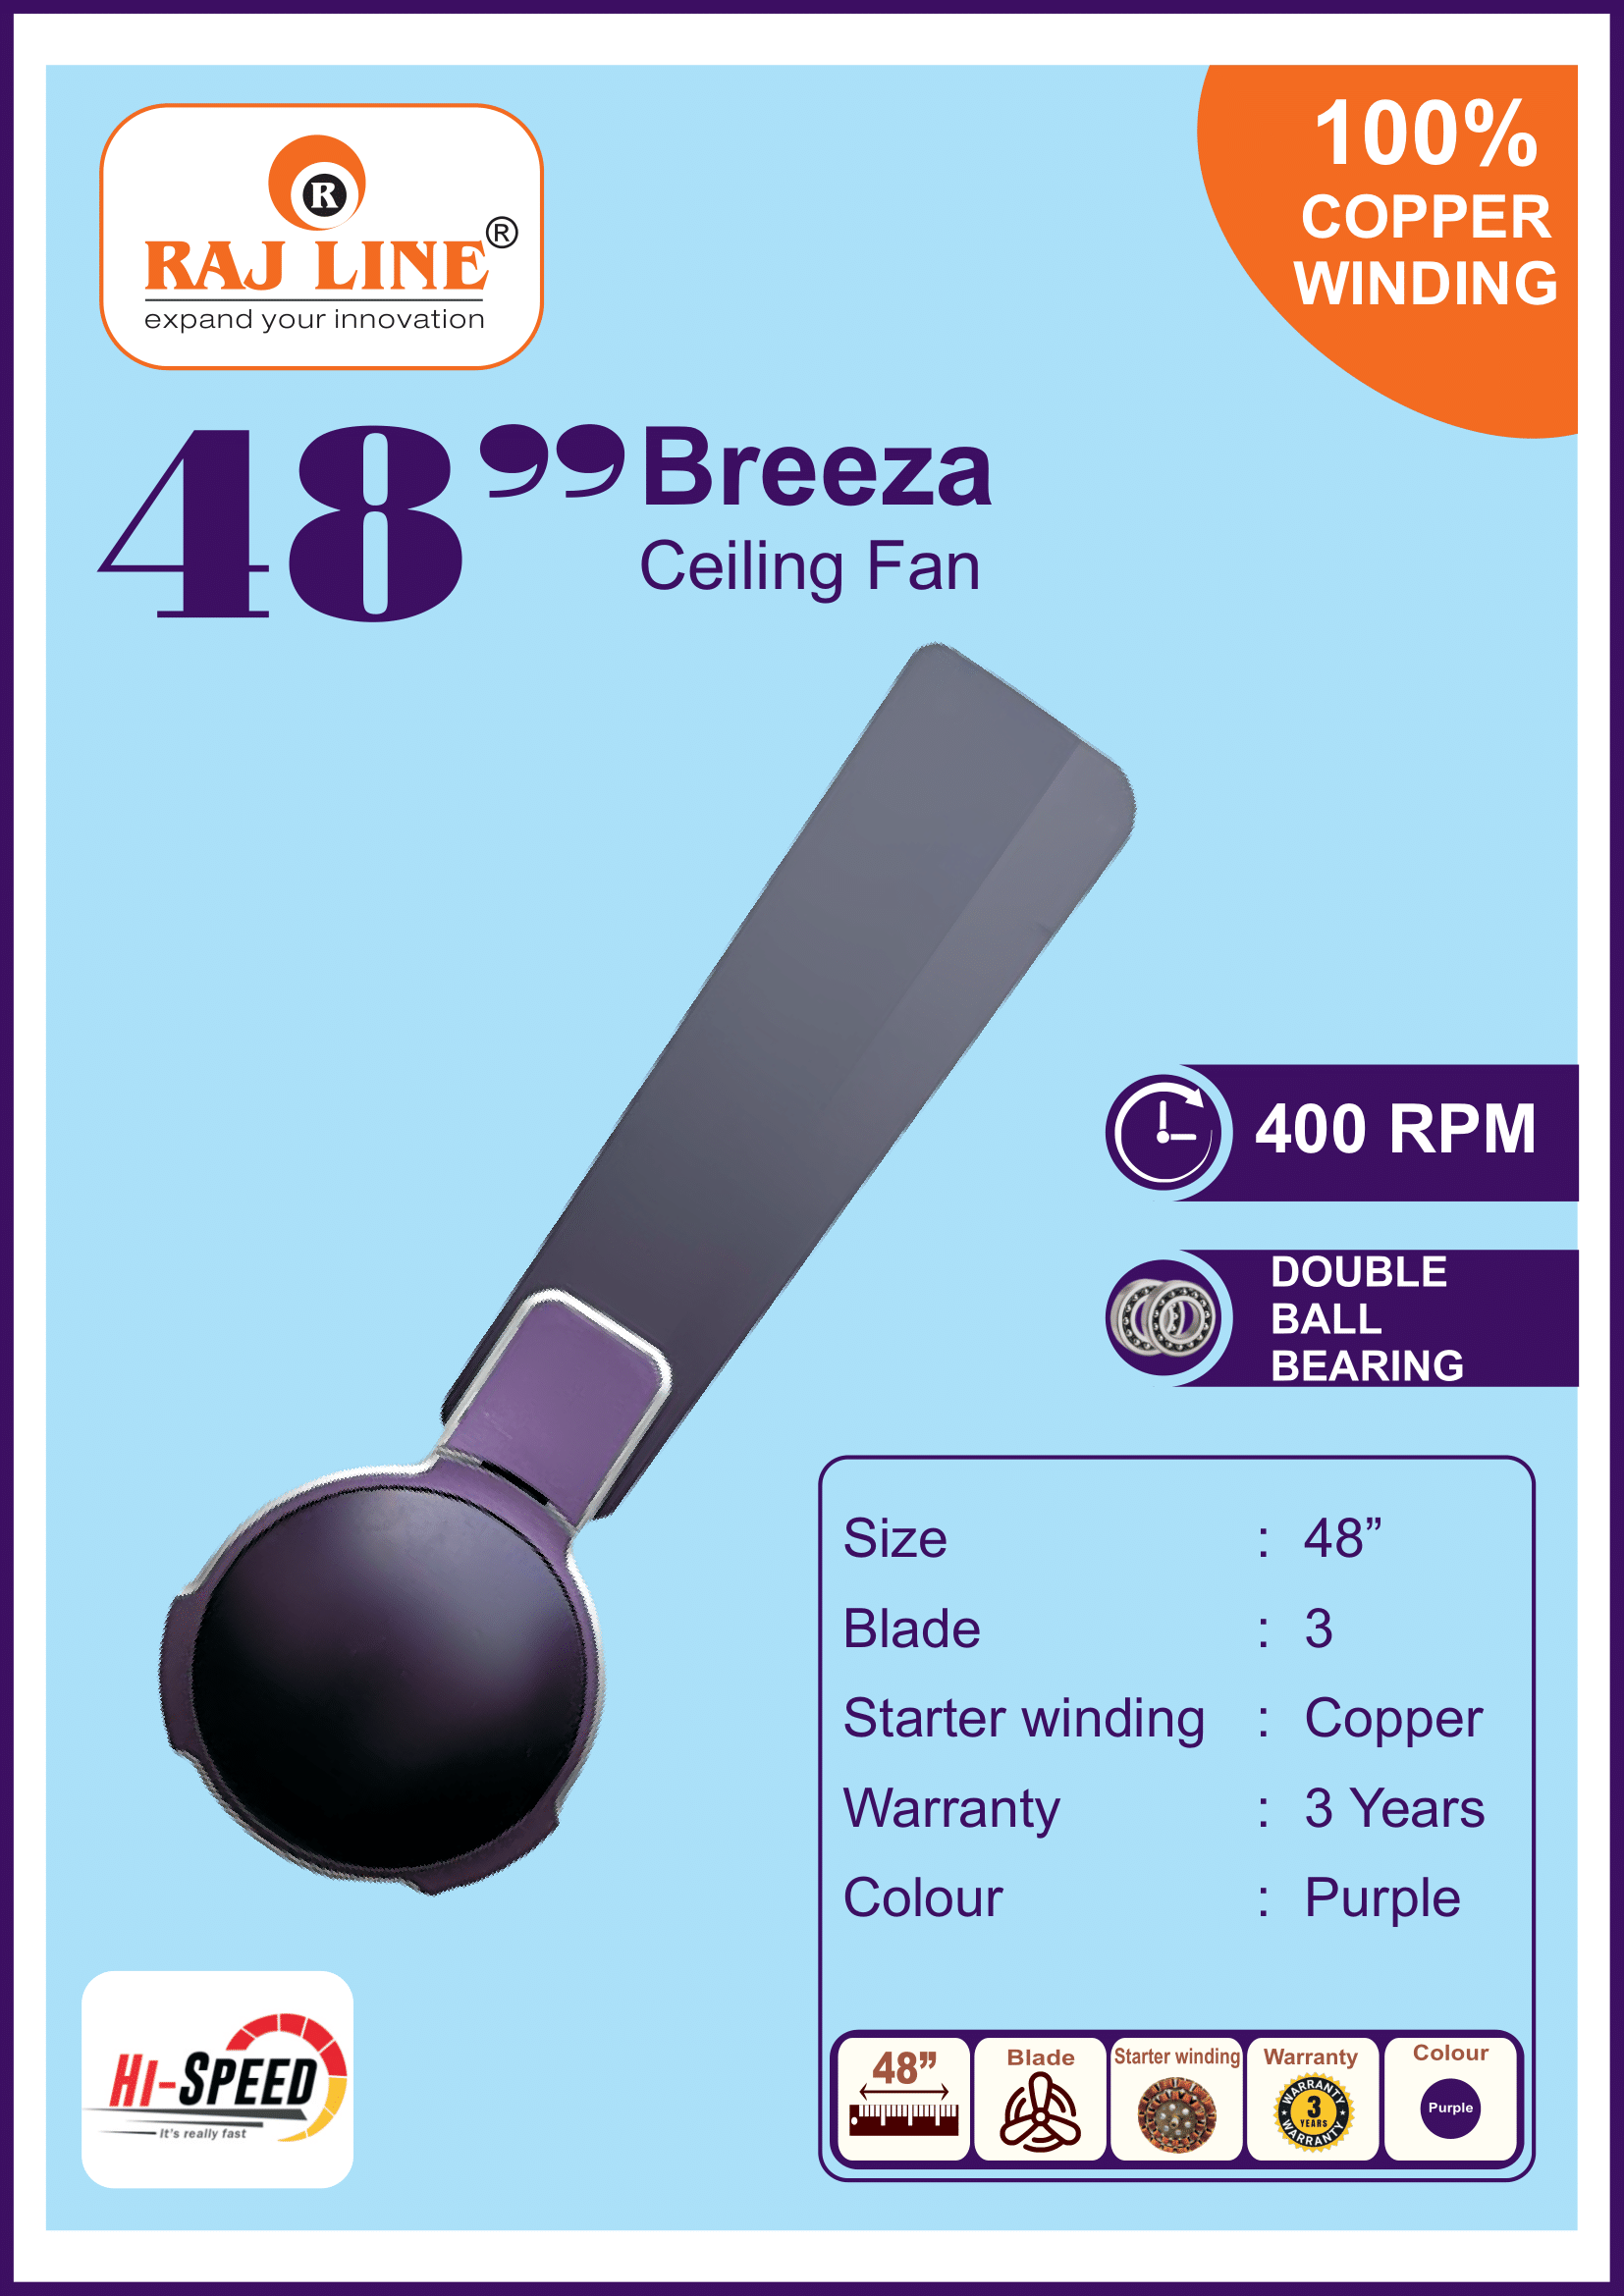 R
RAJ LINE®
expand your innovation
100%
COPPER
WINDING
48” Breeza
Ceiling Fan
400 RPM
DOUBLE
BALL
BEARING
Size : 48”
Blade : 3
Starter winding : Copper
Warranty : 3 Years
Colour : Purple
HI-SPEED
It's really fast
48”
Blade
Starter winding
Warranty
WARRANTY
3
YEARS
WARRANTY
Colour
Purple